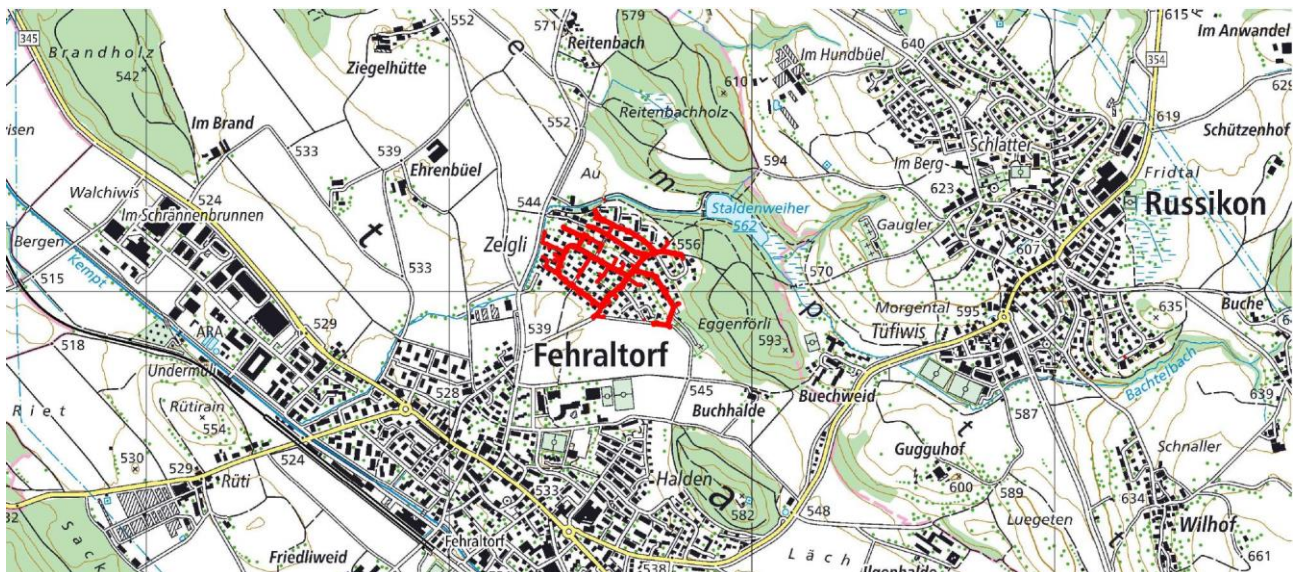 552
571
579
615
Im Anwandel
345
Brandholz
542
Ziegelhütte
e
Reitenbach
Im Hundbüel
640
354
610
629
Reitenbachholz
619
Im Brand
552
Schützenhof
533
539
Schlatter
594
Ehrenbüel
Au
m
Im Berg
Fridtal
Walchiwis
524
623
544
Staldenweiher
562
Russikon
Im Schrannenbrunnen
t
Zelgli
556
Gaugler
Bergen
607
Kempt
533
570
515
Morgental
635
Buche
595
Tüfiwis
p
529
539
Eggenförli
518
ARA
593
Undermüli
Fehraltorf
Bachtelbach
545
528
Buchhalde
Buechweid
639
Riet
Rütirain
554
587
t
Schnaller
Gugguhof
530
529
524
Halden
Rüti
533
a
600
589
634
582
548
Luegeten
Wilhof
Fehraltorf
Friedliweid
538
Läch
661